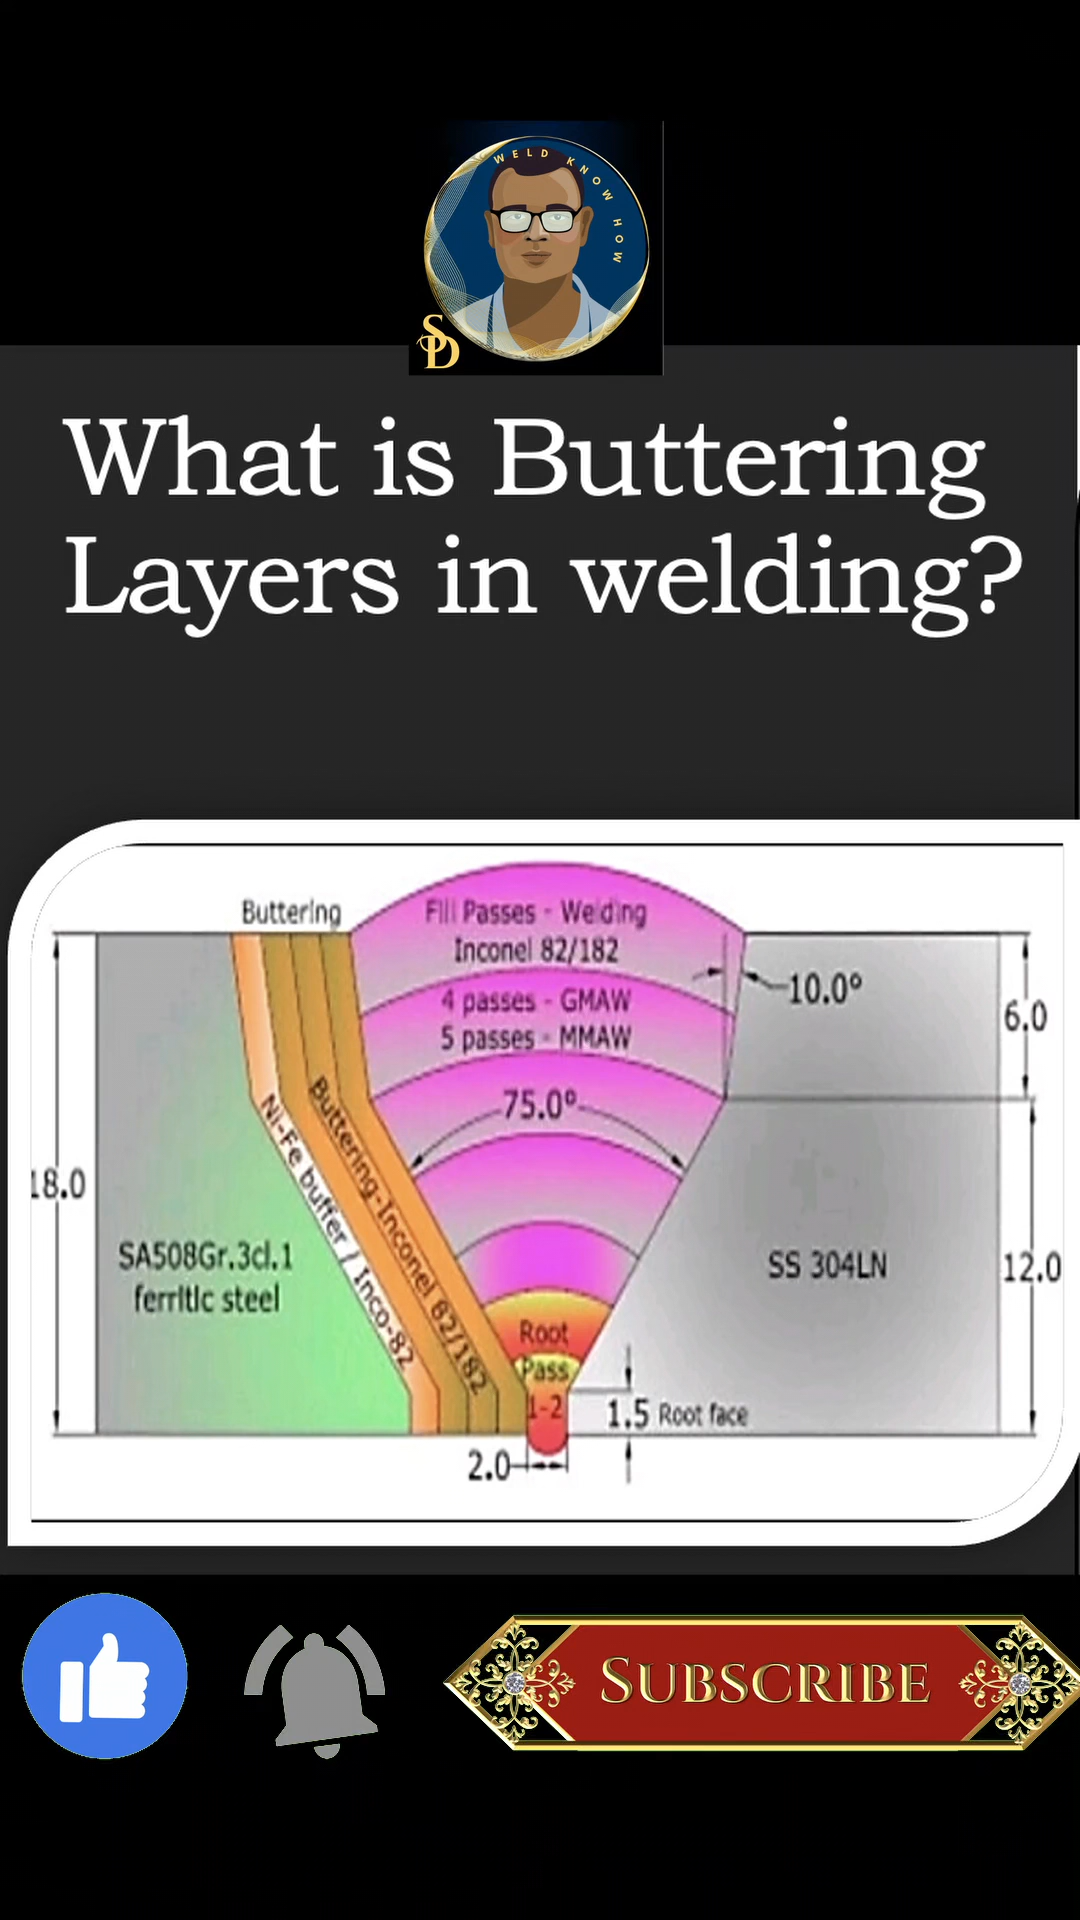 WELD KNOW HOW
SD
What is Buttering
Layers in welding?
Buttering
Fill Passes - Welding
Inconel 82/182
4 passes - GMAW
5 passes - MMAW
10.0°
6.0
75.0°
Ni-Fe buffer / Inco-82
Buttering-Inconel 82/182
18.0
SA508Gr.3cl.1
ferritic steel
SS 304LN
12.0
Root
Pass
1-2
1.5 Root face
2.0
SUBSCRIBE